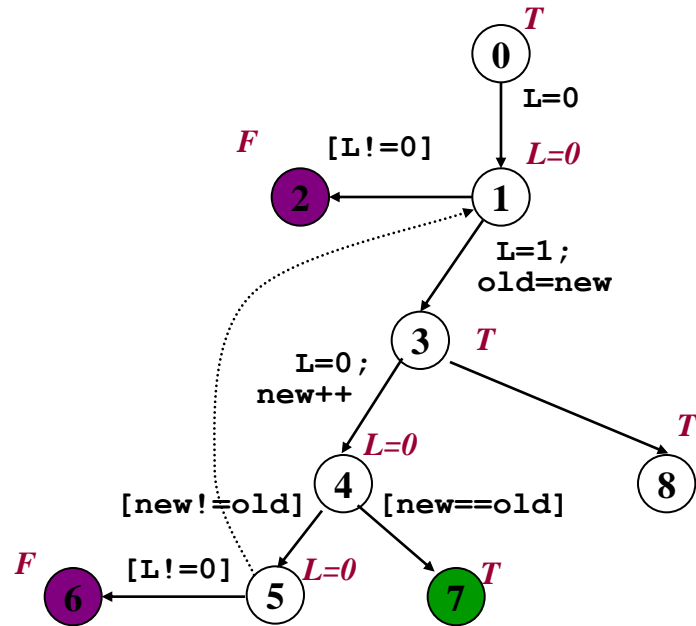 T
0
L=0
F
[L!=0]
L=0
2
1
L=1;
old=new
3
T
L=0;
new++
T
L=0
4
8
[new!=old]
[new==old]
F
[L!=0]
L=0
T
6
5
7